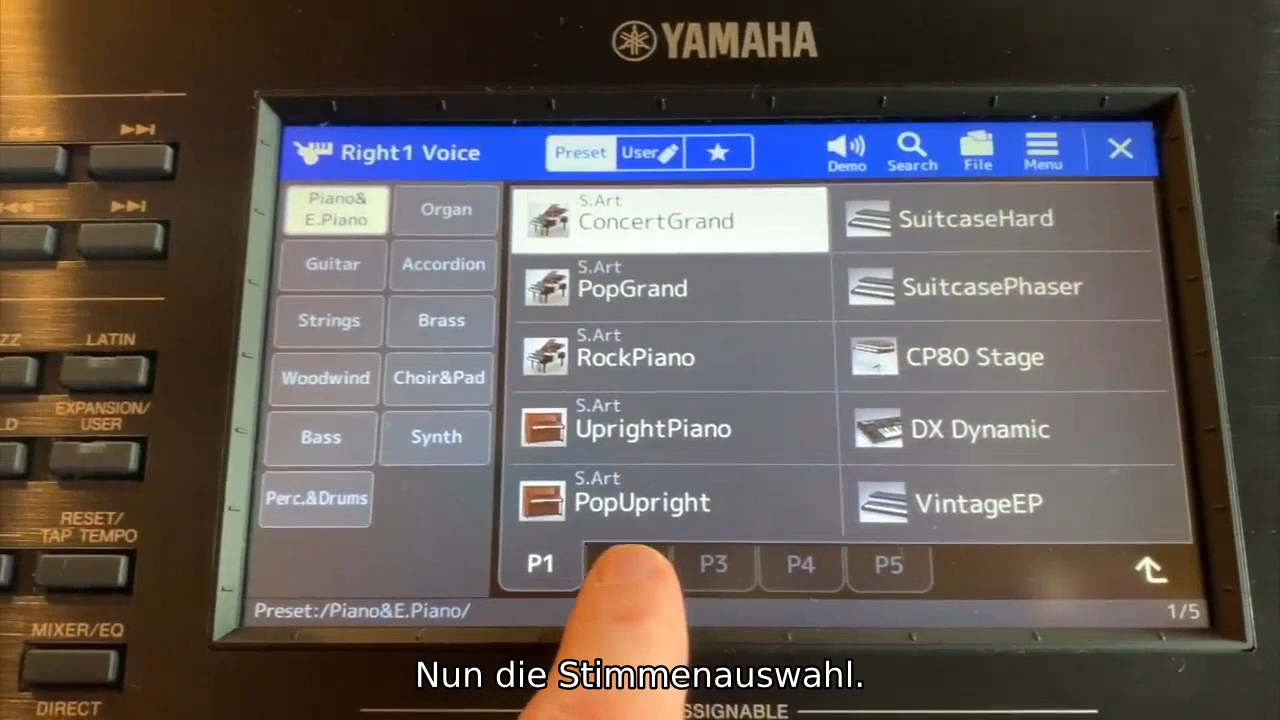 YAMAHA
Right1 Voice
Preset
User
Demo
Search
File
Menu
Piano&
E.Piano
Organ
Guitar
Accordion
Strings
Brass
Woodwind
Choir&Pad
Bass
Synth
Perc.&Drums
S.Art
ConcertGrand
S.Art
PopGrand
S.Art
RockPiano
S.Art
UprightPiano
S.Art
PopUpright
SuitcaseHard
SuitcasePhaser
CP80 Stage
DX Dynamic
VintageEP
P1
P3
P4
P5
Preset:/Piano&E.Piano/
1/5
LATIN
EXPANSION/
USER
RESET/
TAP TEMPO
MIXER/EQ
DIRECT
Nun die Stimmenauswahl.